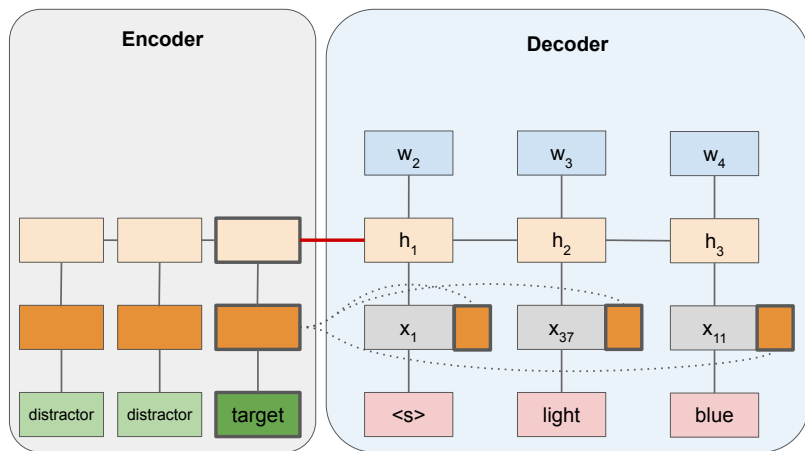 Encoder
Decoder
w₂ w₃ w₄
h₁ h₂ h₃
x₁ x₃₇ x₁₁
distractor distractor target <s> light blue